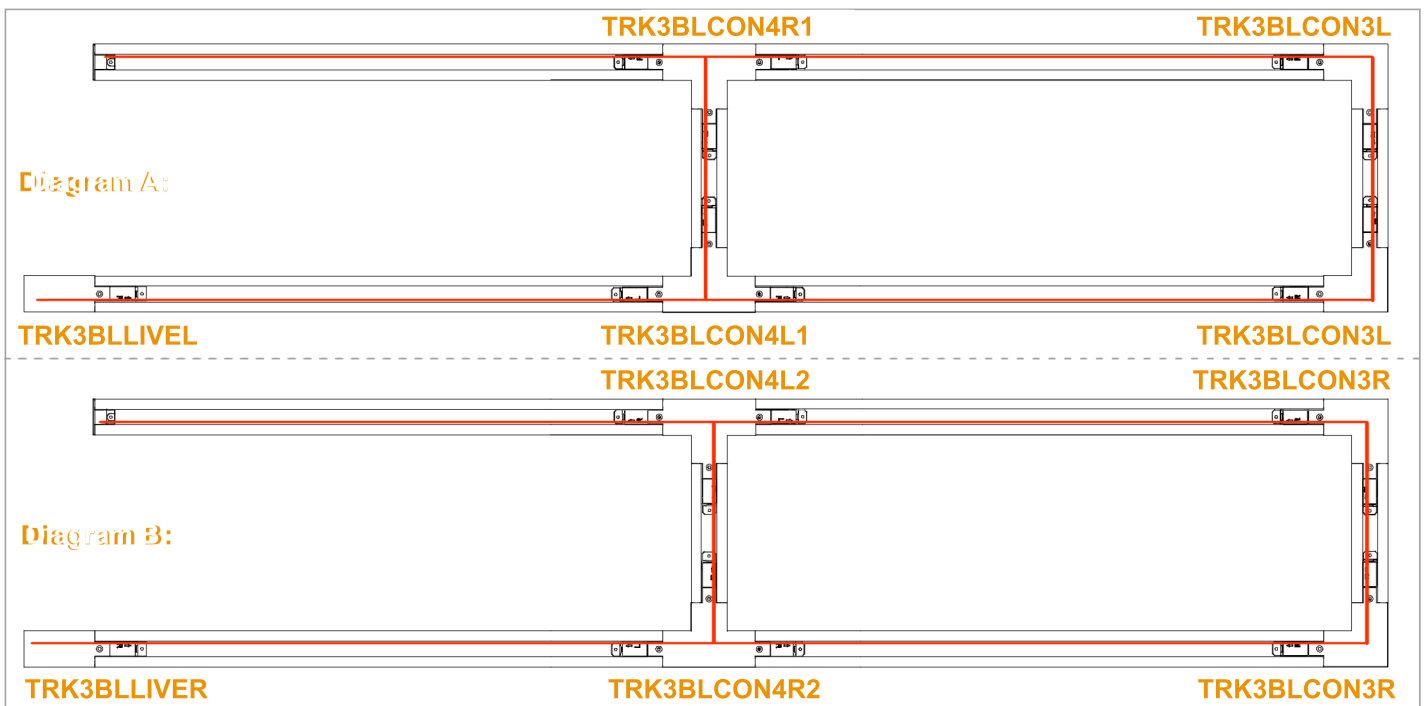 TRK3BLCON4R1 TRK3BLCON3L
Diagram A:
TRK3BLLIVEL TRK3BLCON4L1 TRK3BLCON3L
TRK3BLCON4L2 TRK3BLCON3R
Diagram B:
TRK3BLLIVER TRK3BLCON4R2 TRK3BLCON3R